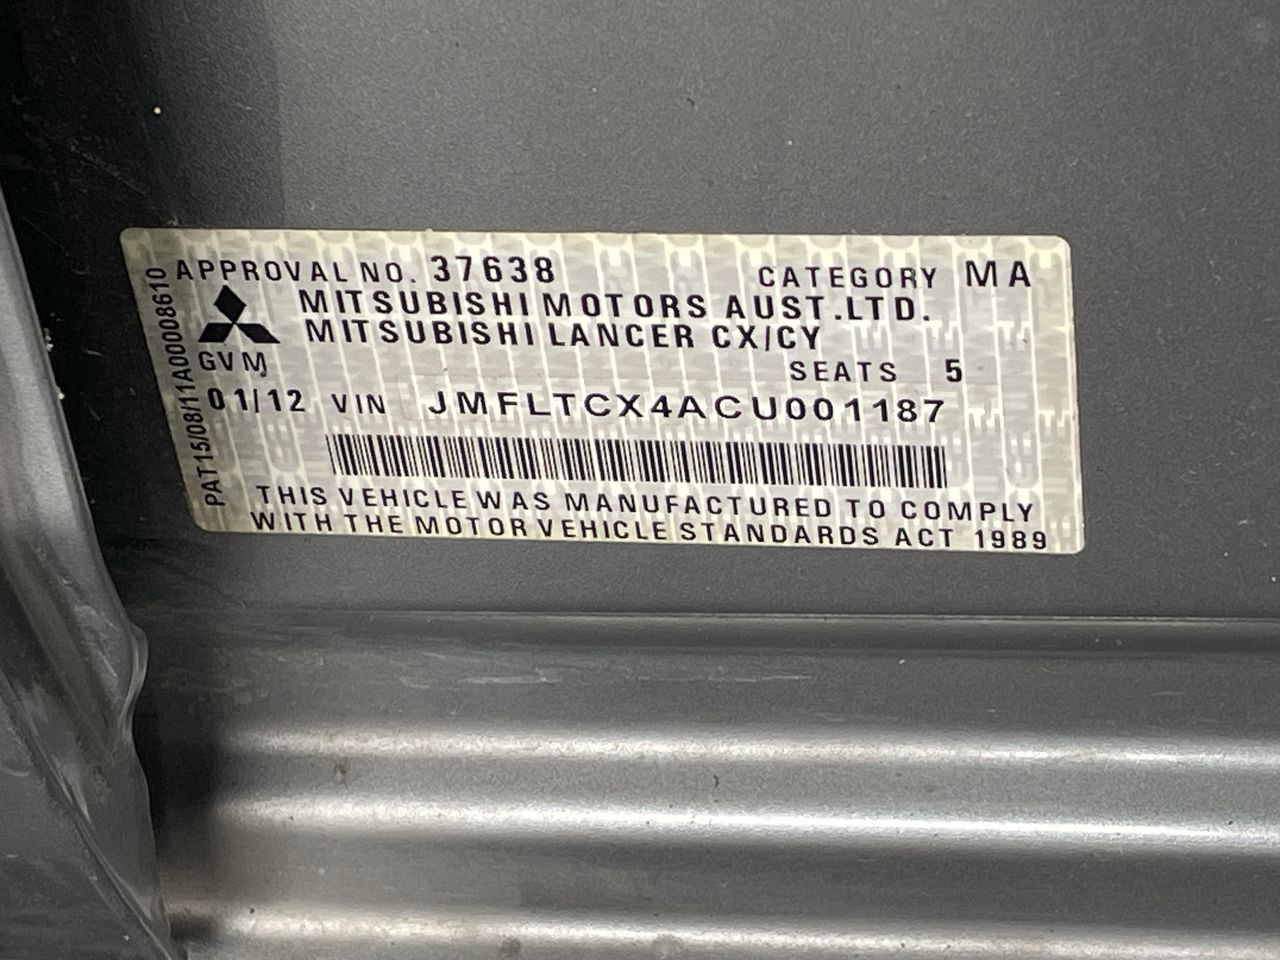 APPROVAL NO. 37638 CATEGORY MA
MITSUBISHI MOTORS AUST.LTD.
MITSUBISHI LANCER CX/CY
GVM SEATS 5
01/12 VIN JMFLTCX4ACU001187
THIS VEHICLE WAS MANUFACTURED TO COMPLY
WITH THE MOTOR VEHICLE STANDARDS ACT 1989
PAT15/08/11A00008610